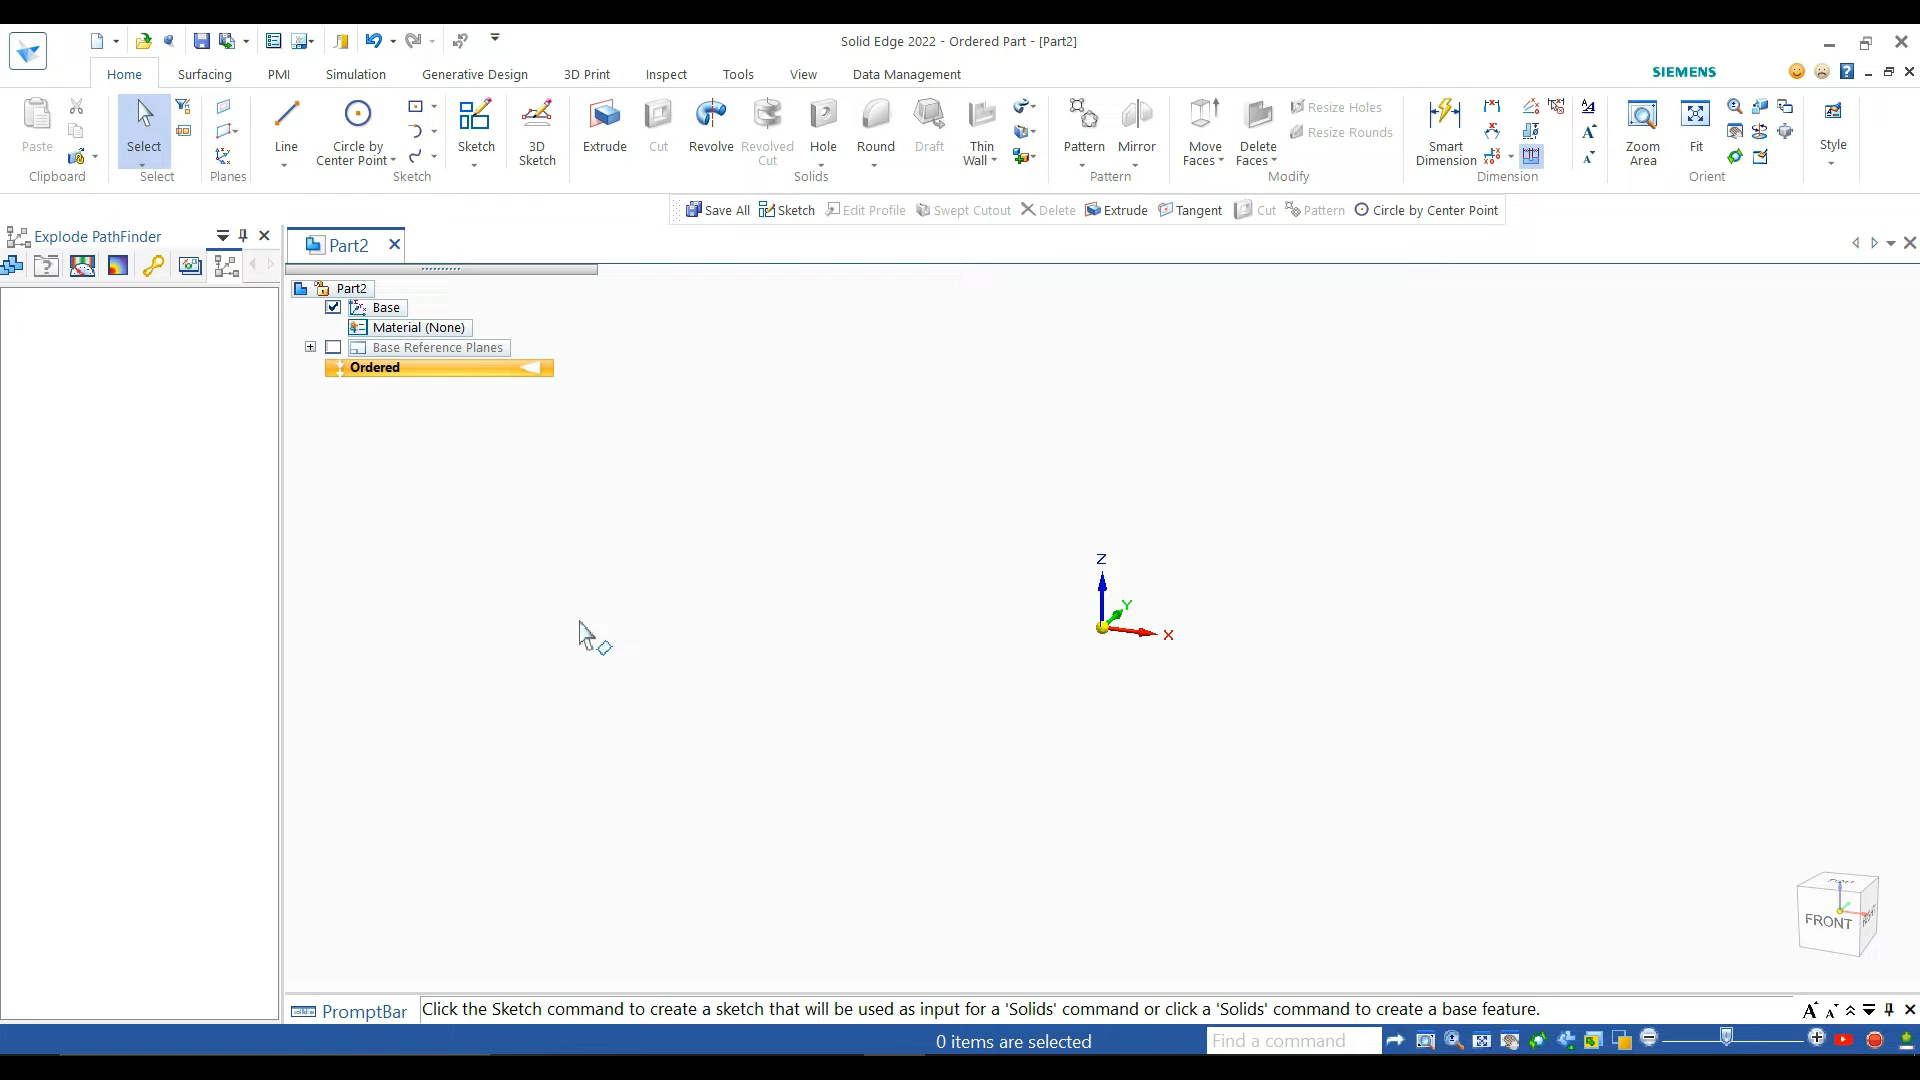 Solid Edge 2022 - Ordered Part - [Part2]
Home Surfacing PMI Simulation Generative Design 3D Print Inspect Tools View Data Management
SIEMENS
Paste
Clipboard
Select
Select
Planes
Line
Circle by Center Point
Sketch
3D Sketch
Sketch
Extrude
Cut
Revolve
Revolved Cut
Hole
Round
Draft
Thin Wall
Solids
Pattern
Mirror
Pattern
Move Faces
Delete Faces
Resize Holes
Resize Rounds
Modify
Smart Dimension
Dimension
Zoom Area
Fit
Orient
Style
Save All Sketch Edit Profile Swept Cutout Delete Extrude Tangent Cut Pattern Circle by Center Point
Explode PathFinder
Part2
Part2
Base
Material (None)
Base Reference Planes
Ordered
Z
Y
X
FRONT
PromptBar
Click the Sketch command to create a sketch that will be used as input for a 'Solids' command or click a 'Solids' command to create a base feature.
0 items are selected
Find a command